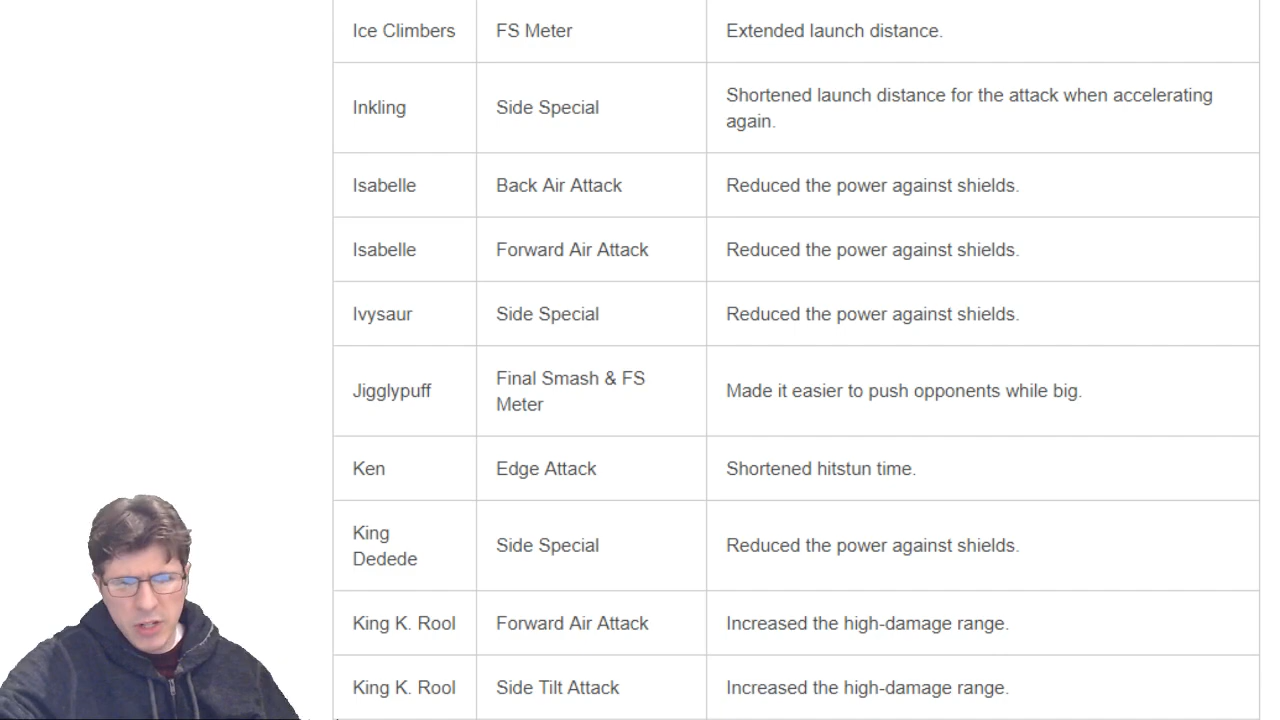 Ice Climbers FS Meter Extended launch distance.
Inkling Side Special Shortened launch distance for the attack when accelerating
again.
Isabelle Back Air Attack Reduced the power against shields.
Isabelle Forward Air Attack Reduced the power against shields.
Ivysaur Side Special Reduced the power against shields.
Jigglypuff Final Smash & FS
Meter Made it easier to push opponents while big.
Ken Edge Attack Shortened hitstun time.
King
Dedede Side Special Reduced the power against shields.
King K. Rool Forward Air Attack Increased the high-damage range.
King K. Rool Side Tilt Attack Increased the high-damage range.